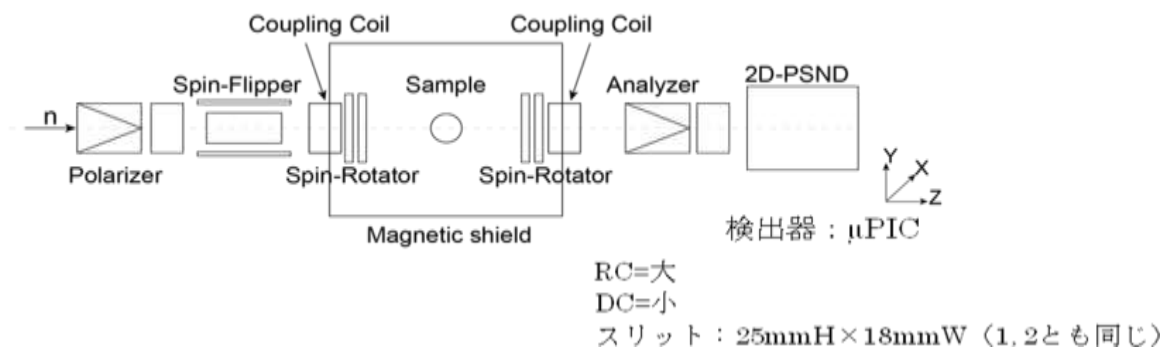 Coupling Coil
Coupling Coil
Spin-Flipper
Sample
Analyzer
2D-PSND
n
Polarizer
Spin-Rotator
Spin-Rotator
Magnetic shield
Y
X
Z
検出器：μPIC
RC=大
DC=小
スリット：25mmH×18mmW（1,2とも同じ）